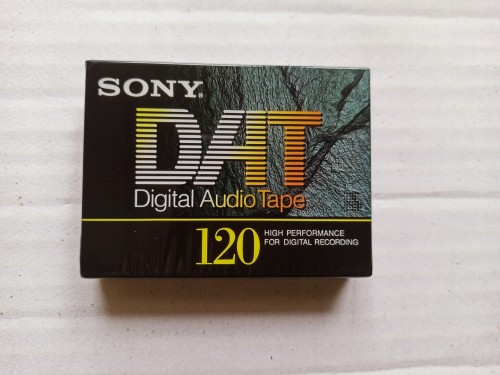 SONY®
DAT
Digital Audio Tape
120
HIGH PERFORMANCE
FOR DIGITAL RECORDING